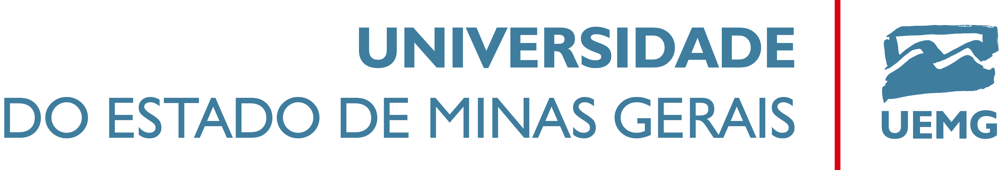 UNIVERSIDADE
DO ESTADO DE MINAS GERAIS
UEMG